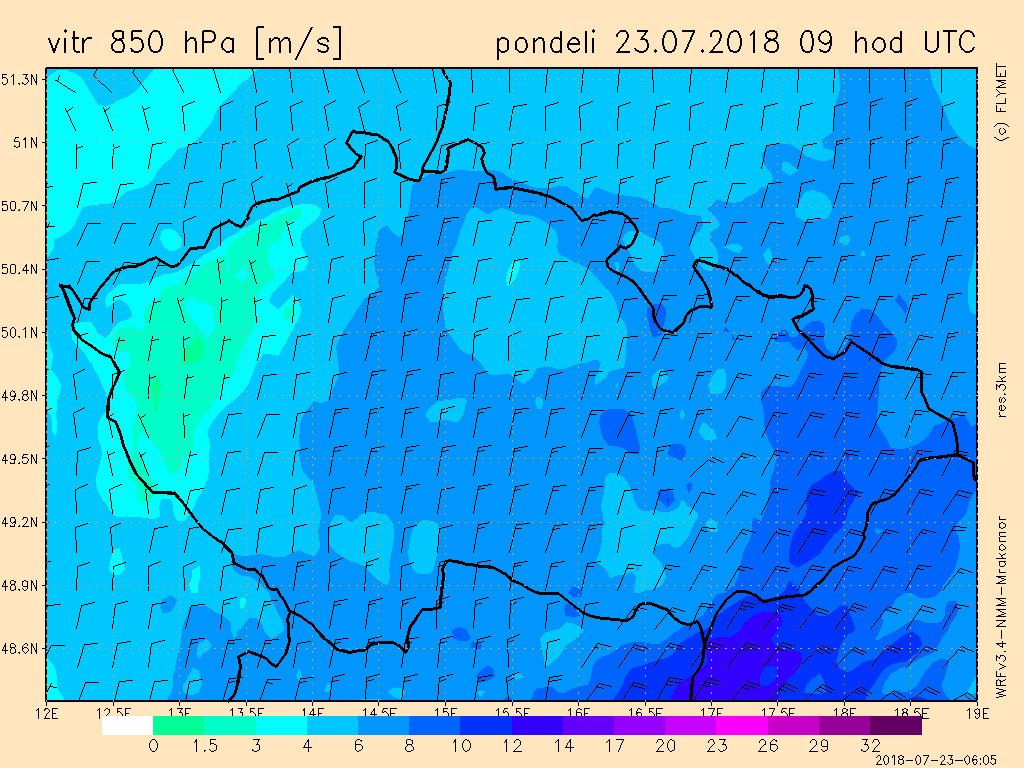 vitr 850 hPa [m/s] pondeli 23.07.2018 09 hod UTC
51.3N
51N
50.7N
50.4N
50.1N
49.8N
49.5N
49.2N
48.9N
48.6N
12E 12.5E 13E 13.5E 14E 14.5E 15E 15.5E 16E 16.5E 17E 17.5E 18E 18.5E 19E
0 1.5 3 4 6 8 10 12 14 17 20 23 26 29 32
(c) FLYMET
res.3km
WRFv3.4-NMM-Mrakomor
2018-07-23-06:05